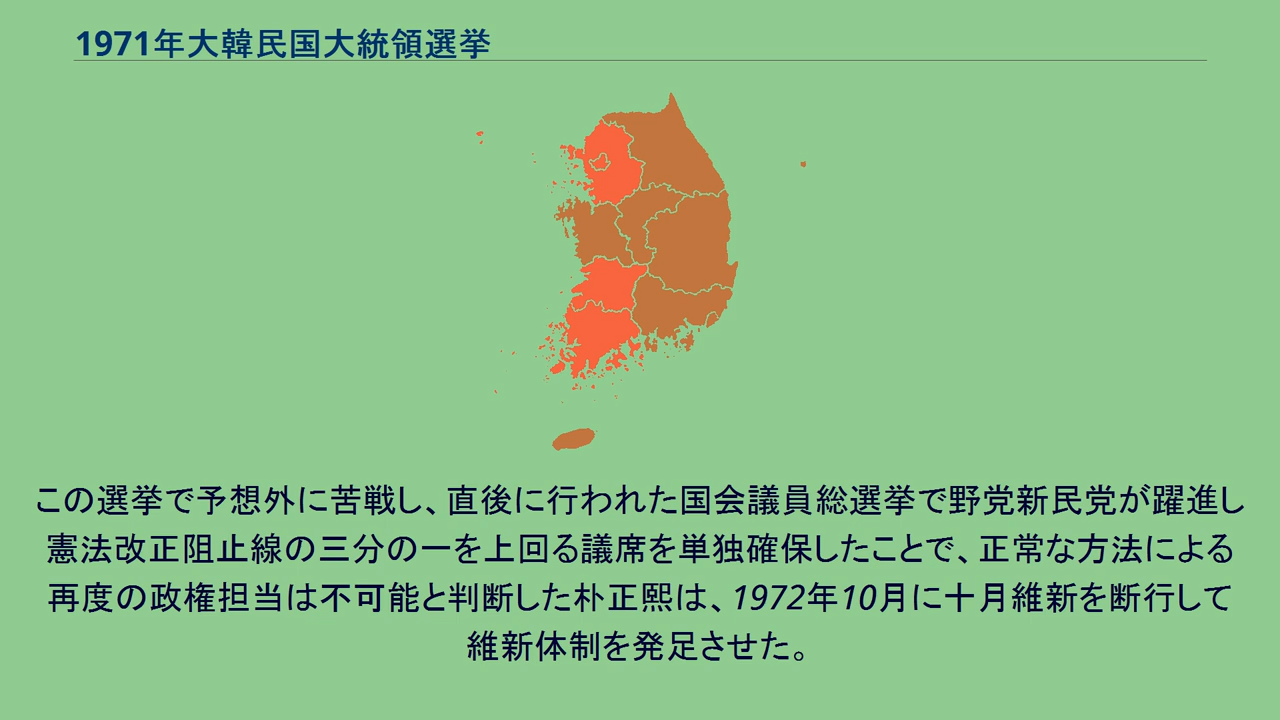 1971年大韓民国大統領選挙
この選挙で予想外に苦戦し、直後に行われた国会議員総選挙で野党新民党が躍進し
憲法改正阻止線の三分の一を上回る議席を単独確保したことで、正常な方法による
再度の政権担当は不可能と判断した朴正熙は、1972年10月に十月維新を断行して
維新体制を発足させた。